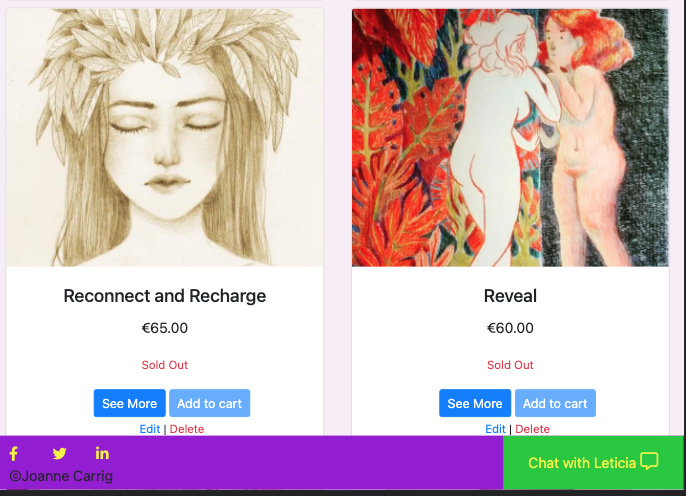 Reconnect and Recharge
€65.00
Sold Out
See More Add to cart
Edit | Delete
Reveal
€60.00
Sold Out
See More Add to cart
Edit | Delete
©Joanne Carrig
Chat with Leticia